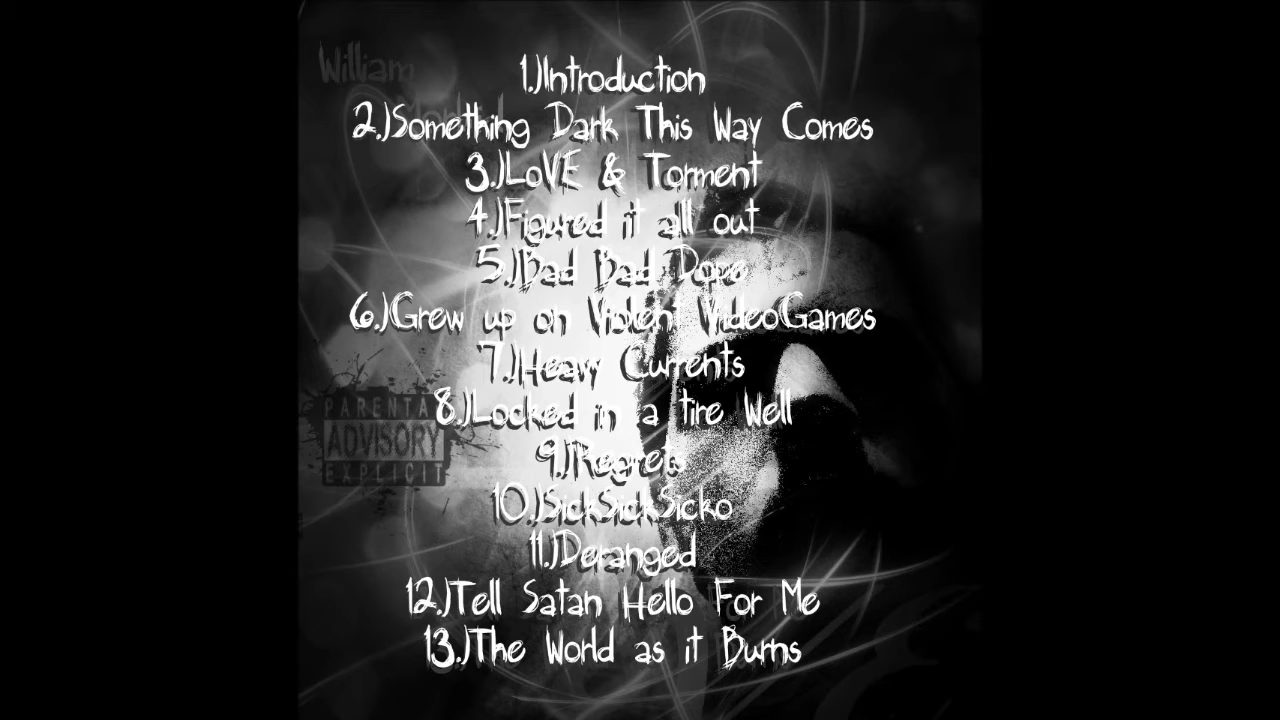 William
1.)Introduction
2.)Something Dark This Way Comes
3.)LoVE & Torment
4.)Figured it all out
5.)Bad Bad Dope
6.)Grew up on Violent VideoGames
7.)Heavy Currents
8.)Locked in a tire Well
9.)Regrets
10.)SickSickSicko
11.)Deranged
12.)Tell Satan Hello For Me
13.)The World as it Burns
PARENTA
ADVISORY
EXPLICIT